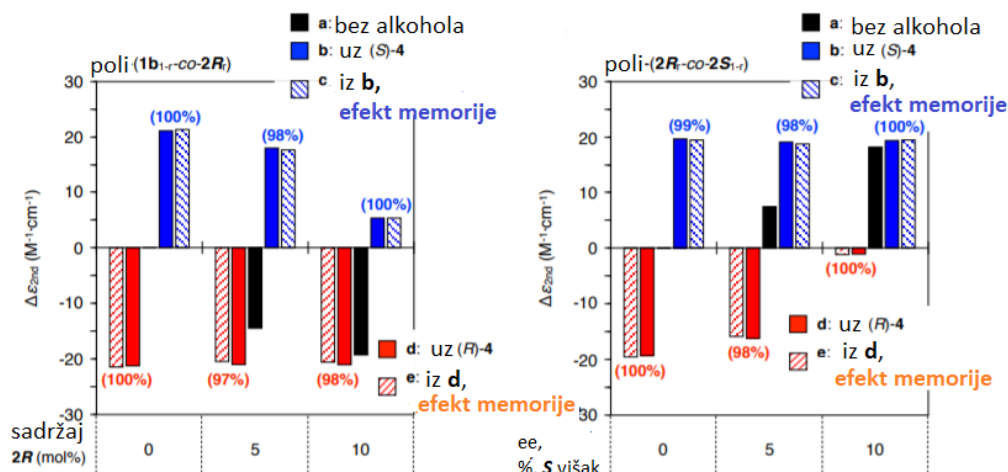 a: bez alkohola
poli (1b1-r-co-2Rr)
b: uz (S)-4
c: iz b,
efekt memorije
30
20
10
0
-10
-20
-30
Δε2nd (M-1·cm-1)
(100%)
(98%)
(100%)
(100%)
(97%)
(98%)
d: uz (R)-4
e: iz d,
efekt memorije
sadržaj
2R (mol%)
0
5
10
a: bez alkohola
poli-(2Rr-co-2S1-r)
b: uz (S)-4
c: iz b,
efekt memorije
30
20
10
0
-10
-20
-30
Δε2nd (M-1·cm-1)
(99%)
(98%)
(100%)
(100%)
(98%)
(100%)
d: uz (R)-4
e: iz d,
efekt memorije
ee,
%, S višak
0
5
10